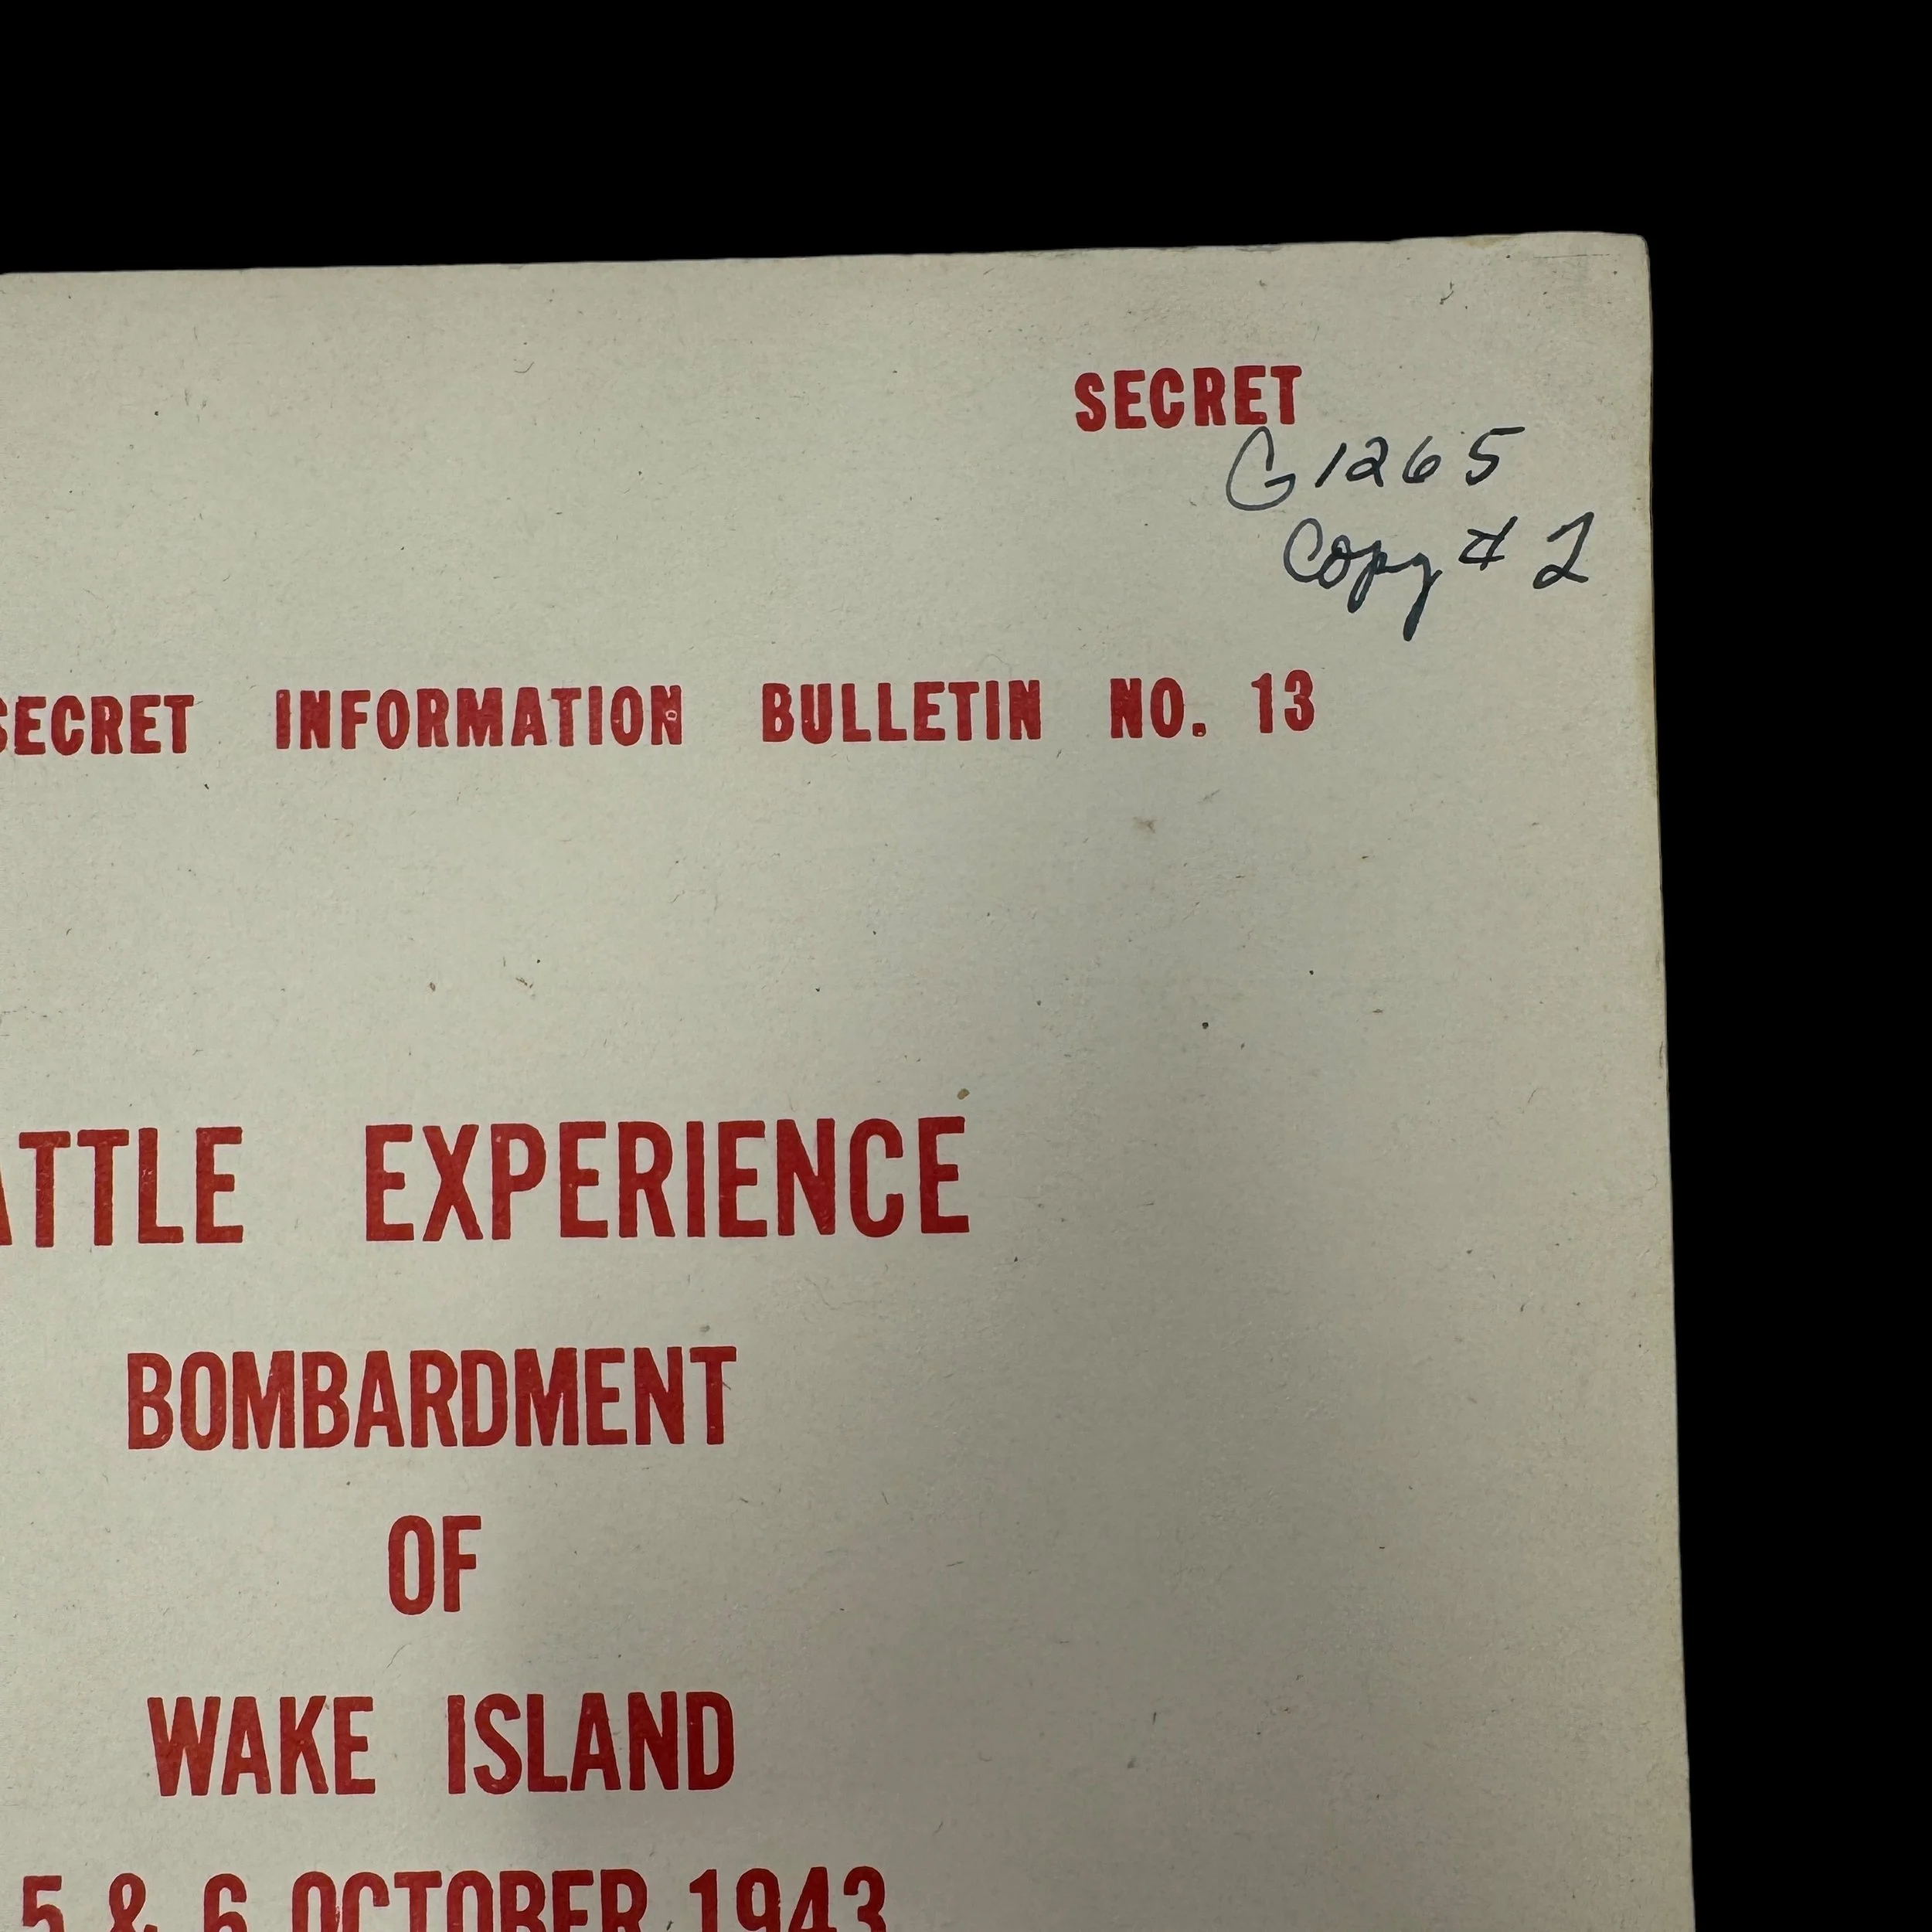 SECRET
G1265
Copy # 2
SECRET INFORMATION BULLETIN NO. 13
ATTLE EXPERIENCE
BOMBARDMENT
OF
WAKE ISLAND
5 & 6 OCTOBER 1943